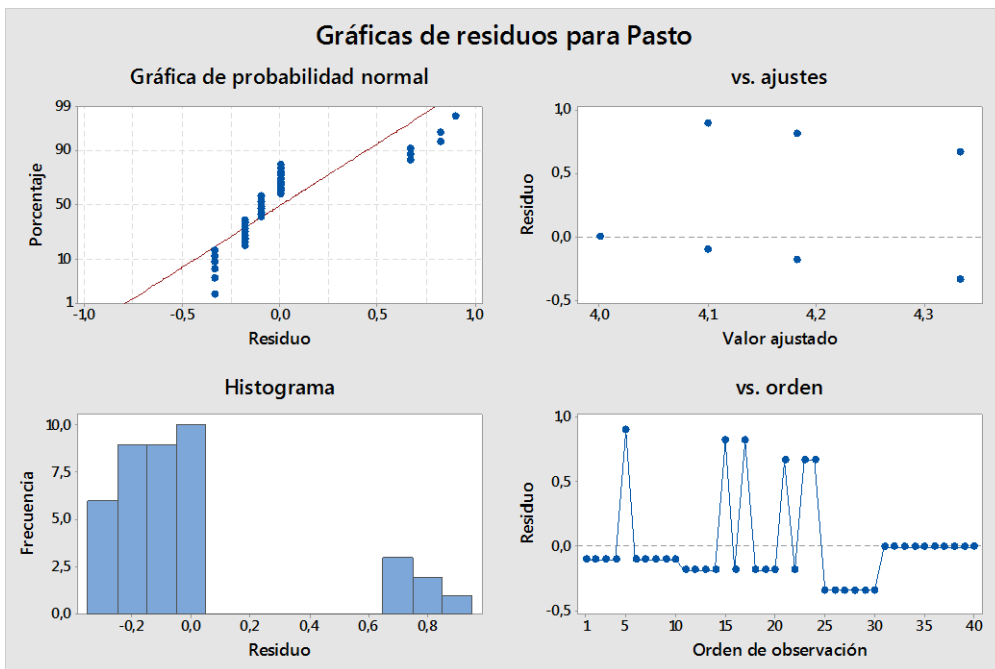 Gráficas de residuos para Pasto
Gráfica de probabilidad normal
99
90
50
10
1
Porcentaje
-1,0 -0,5 0,0 0,5 1,0
Residuo
vs. ajustes
1,0
0,5
0,0
-0,5
Residuo
4,0 4,1 4,2 4,3
Valor ajustado
Histograma
10,0
7,5
5,0
2,5
0,0
Frecuencia
-0,2 0,0 0,2 0,4 0,6 0,8
Residuo
vs. orden
1,0
0,5
0,0
-0,5
Residuo
1 5 10 15 20 25 30 35 40
Orden de observación